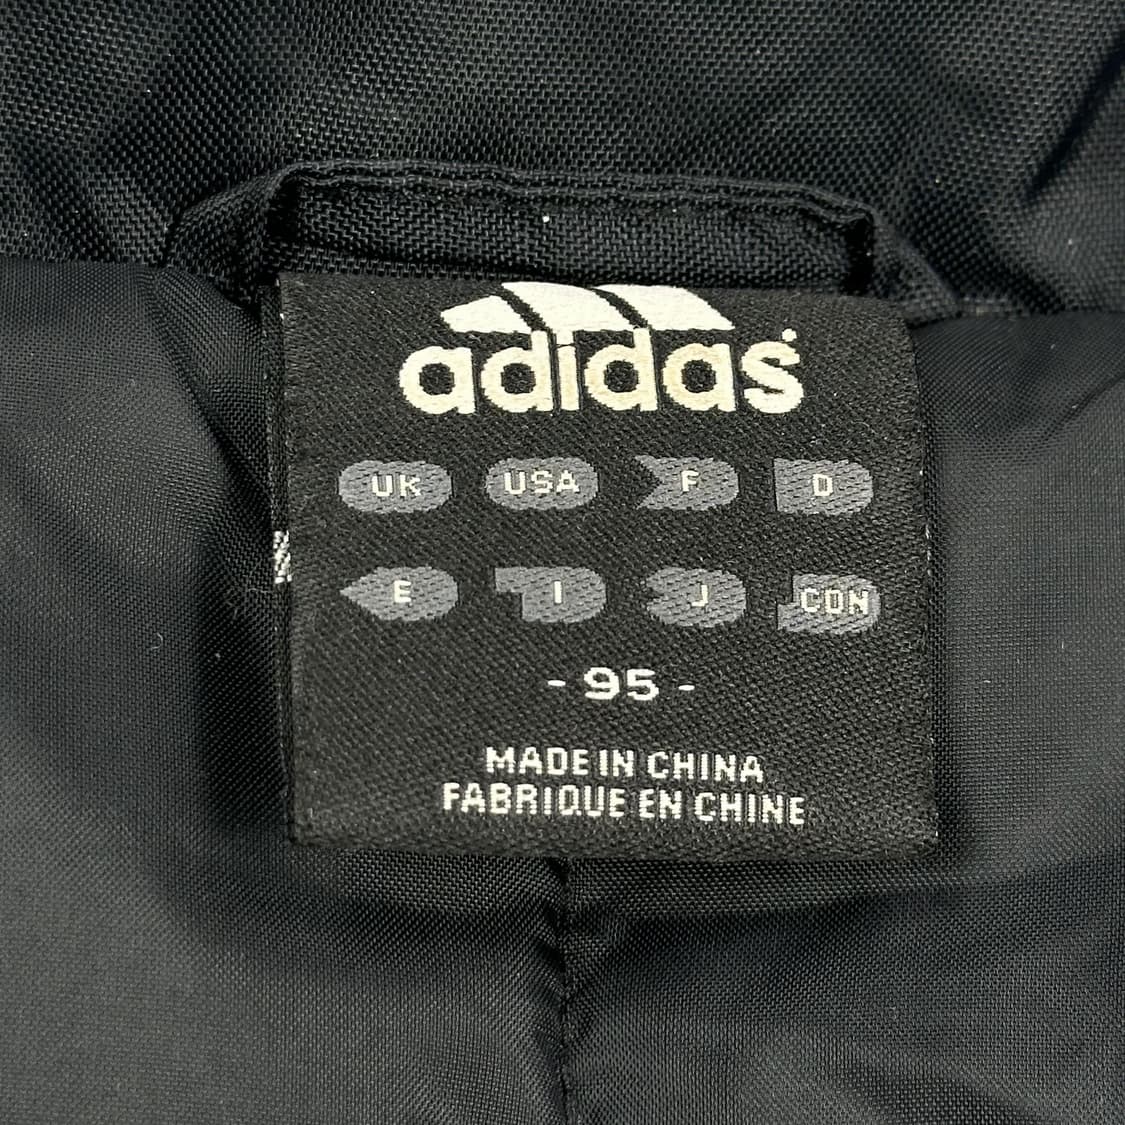 adidas
UK USA F D
E I J CON
- 95 -
MADE IN CHINA
FABRIQUE EN CHINE